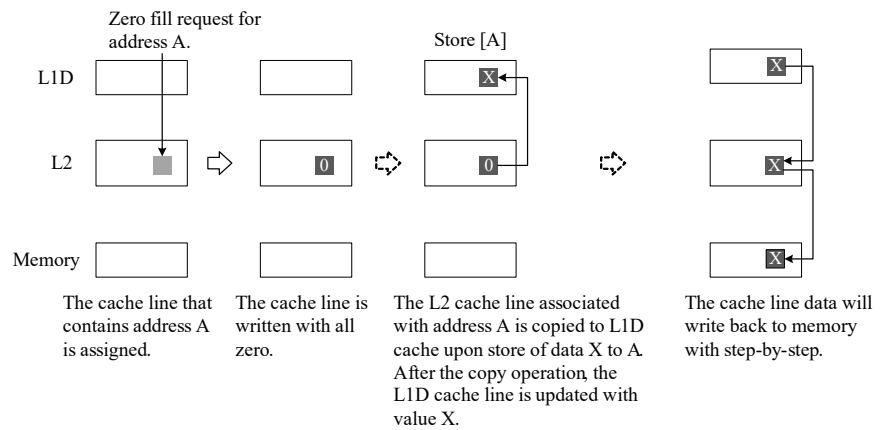 Zero fill request for
address A.
Store [A]
L1D
X
X
L2
0
0
X
Memory
X
The cache line that
contains address A
is assigned.
The cache line is
written with all
zero.
The L2 cache line associated
with address A is copied to L1D
cache upon store of data X to A.
After the copy operation, the
L1D cache line is updated with
value X.
The cache line data will
write back to memory
with step-by-step.